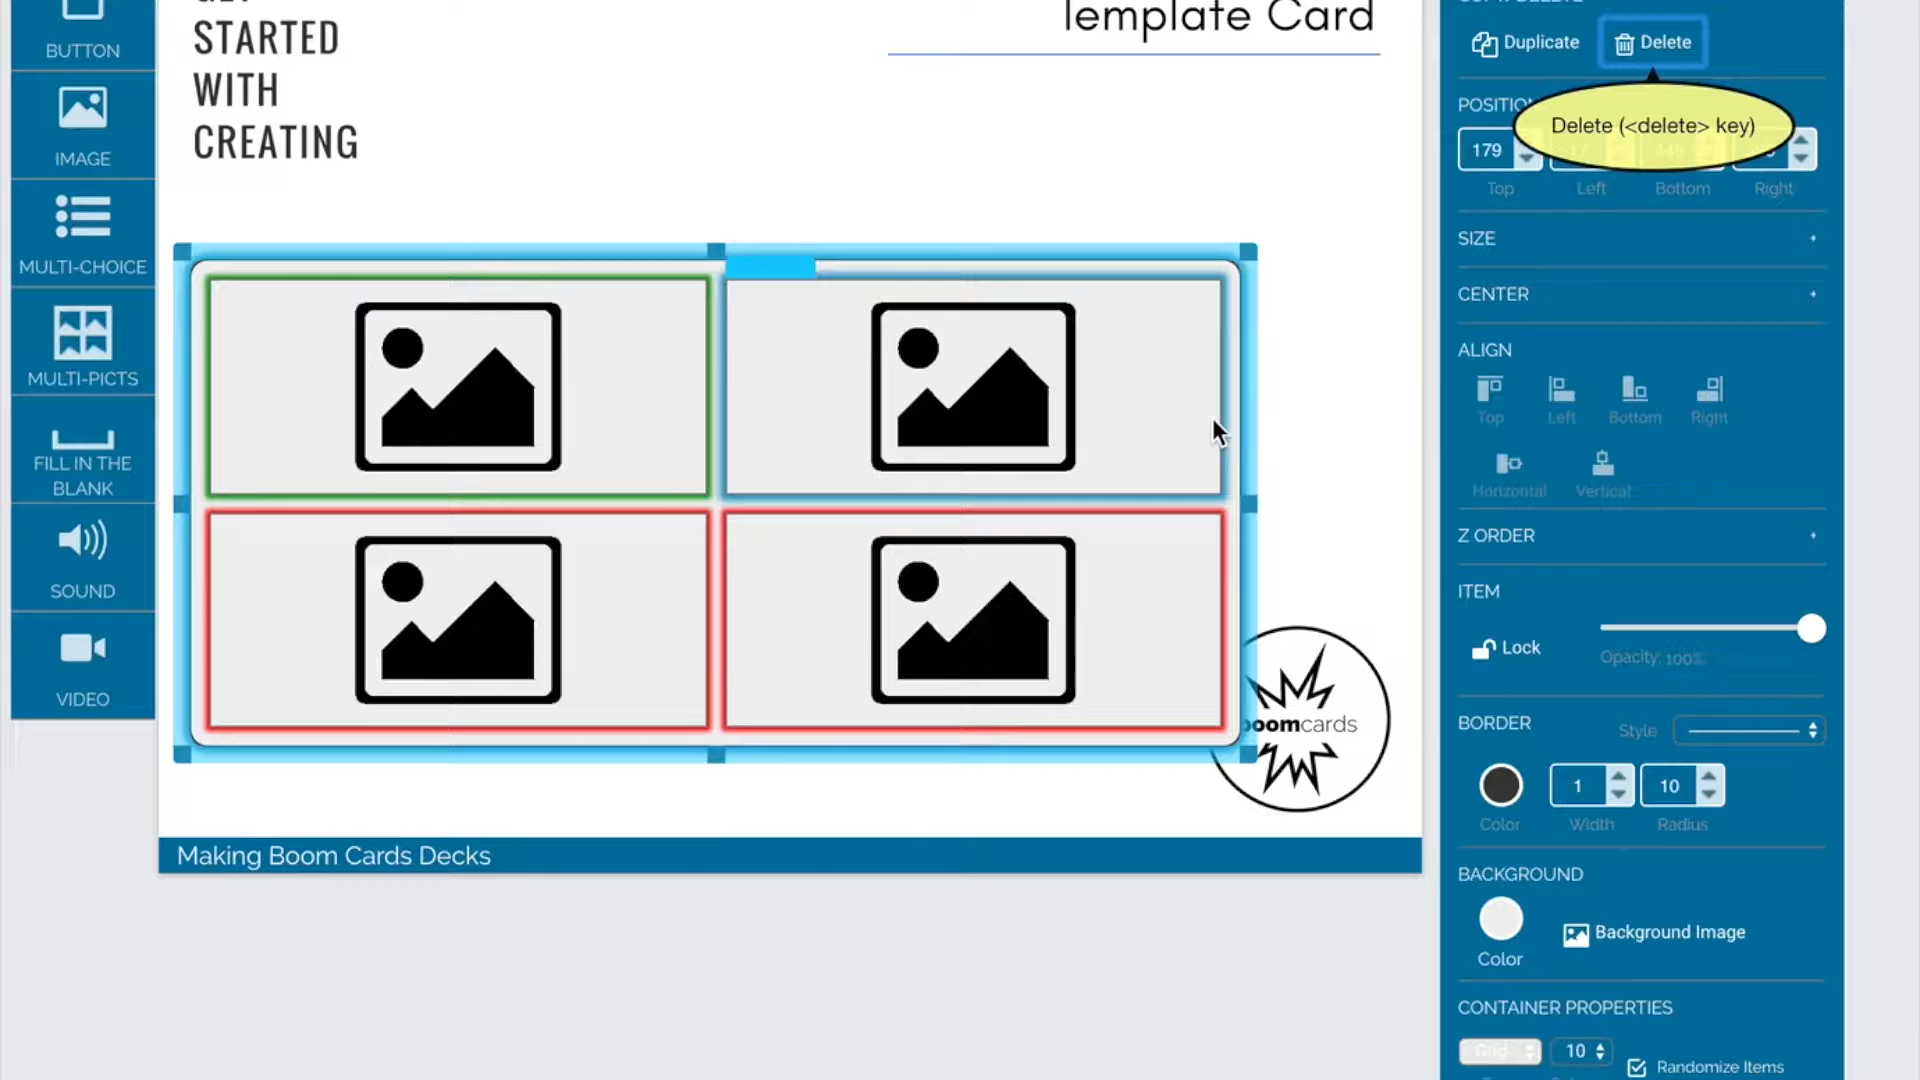 BUTTON
IMAGE
MULTI-CHOICE
MULTI-PICTS
FILL IN THE
BLANK
SOUND
VIDEO
STARTED
WITH
CREATING
Template Card
boomcards
Making Boom Cards Decks
Duplicate
Delete
Delete (<delete> key)
179
Top
Left
Bottom
Right
SIZE
+
CENTER
+
ALIGN
Top
Left
Bottom
Right
Horizontal
Vertical
Z ORDER
+
ITEM
Lock
Opacity: 100%
BORDER
Style
1
10
Color
Width
Radius
BACKGROUND
Color
Background Image
CONTAINER PROPERTIES
Grid
10
Randomize Items